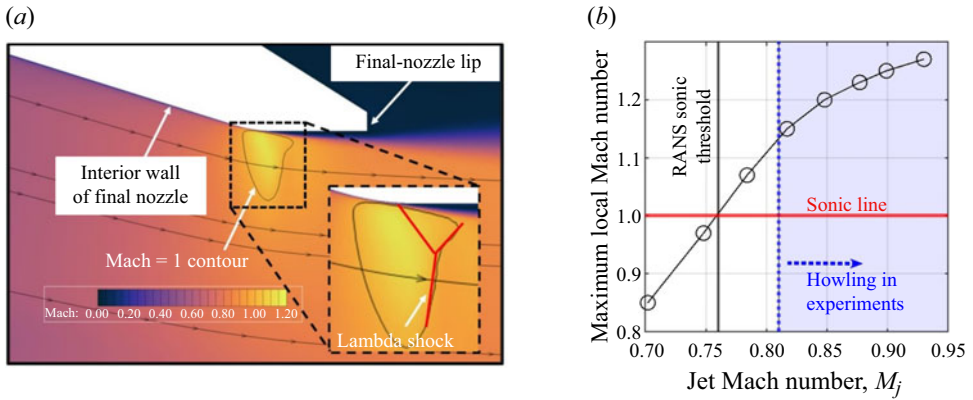 (a)
Final-nozzle lip
Interior wall
of final nozzle
Mach = 1 contour
Mach: 0.00 0.20 0.40 0.60 0.80 1.00 1.20
Lambda shock
(b)
Maximum local Mach number
1.2
1.1
1.0
0.9
0.8
RANS sonic
threshold
Sonic line
Howling in
experiments
0.70 0.75 0.80 0.85 0.90 0.95
Jet Mach number, Mj